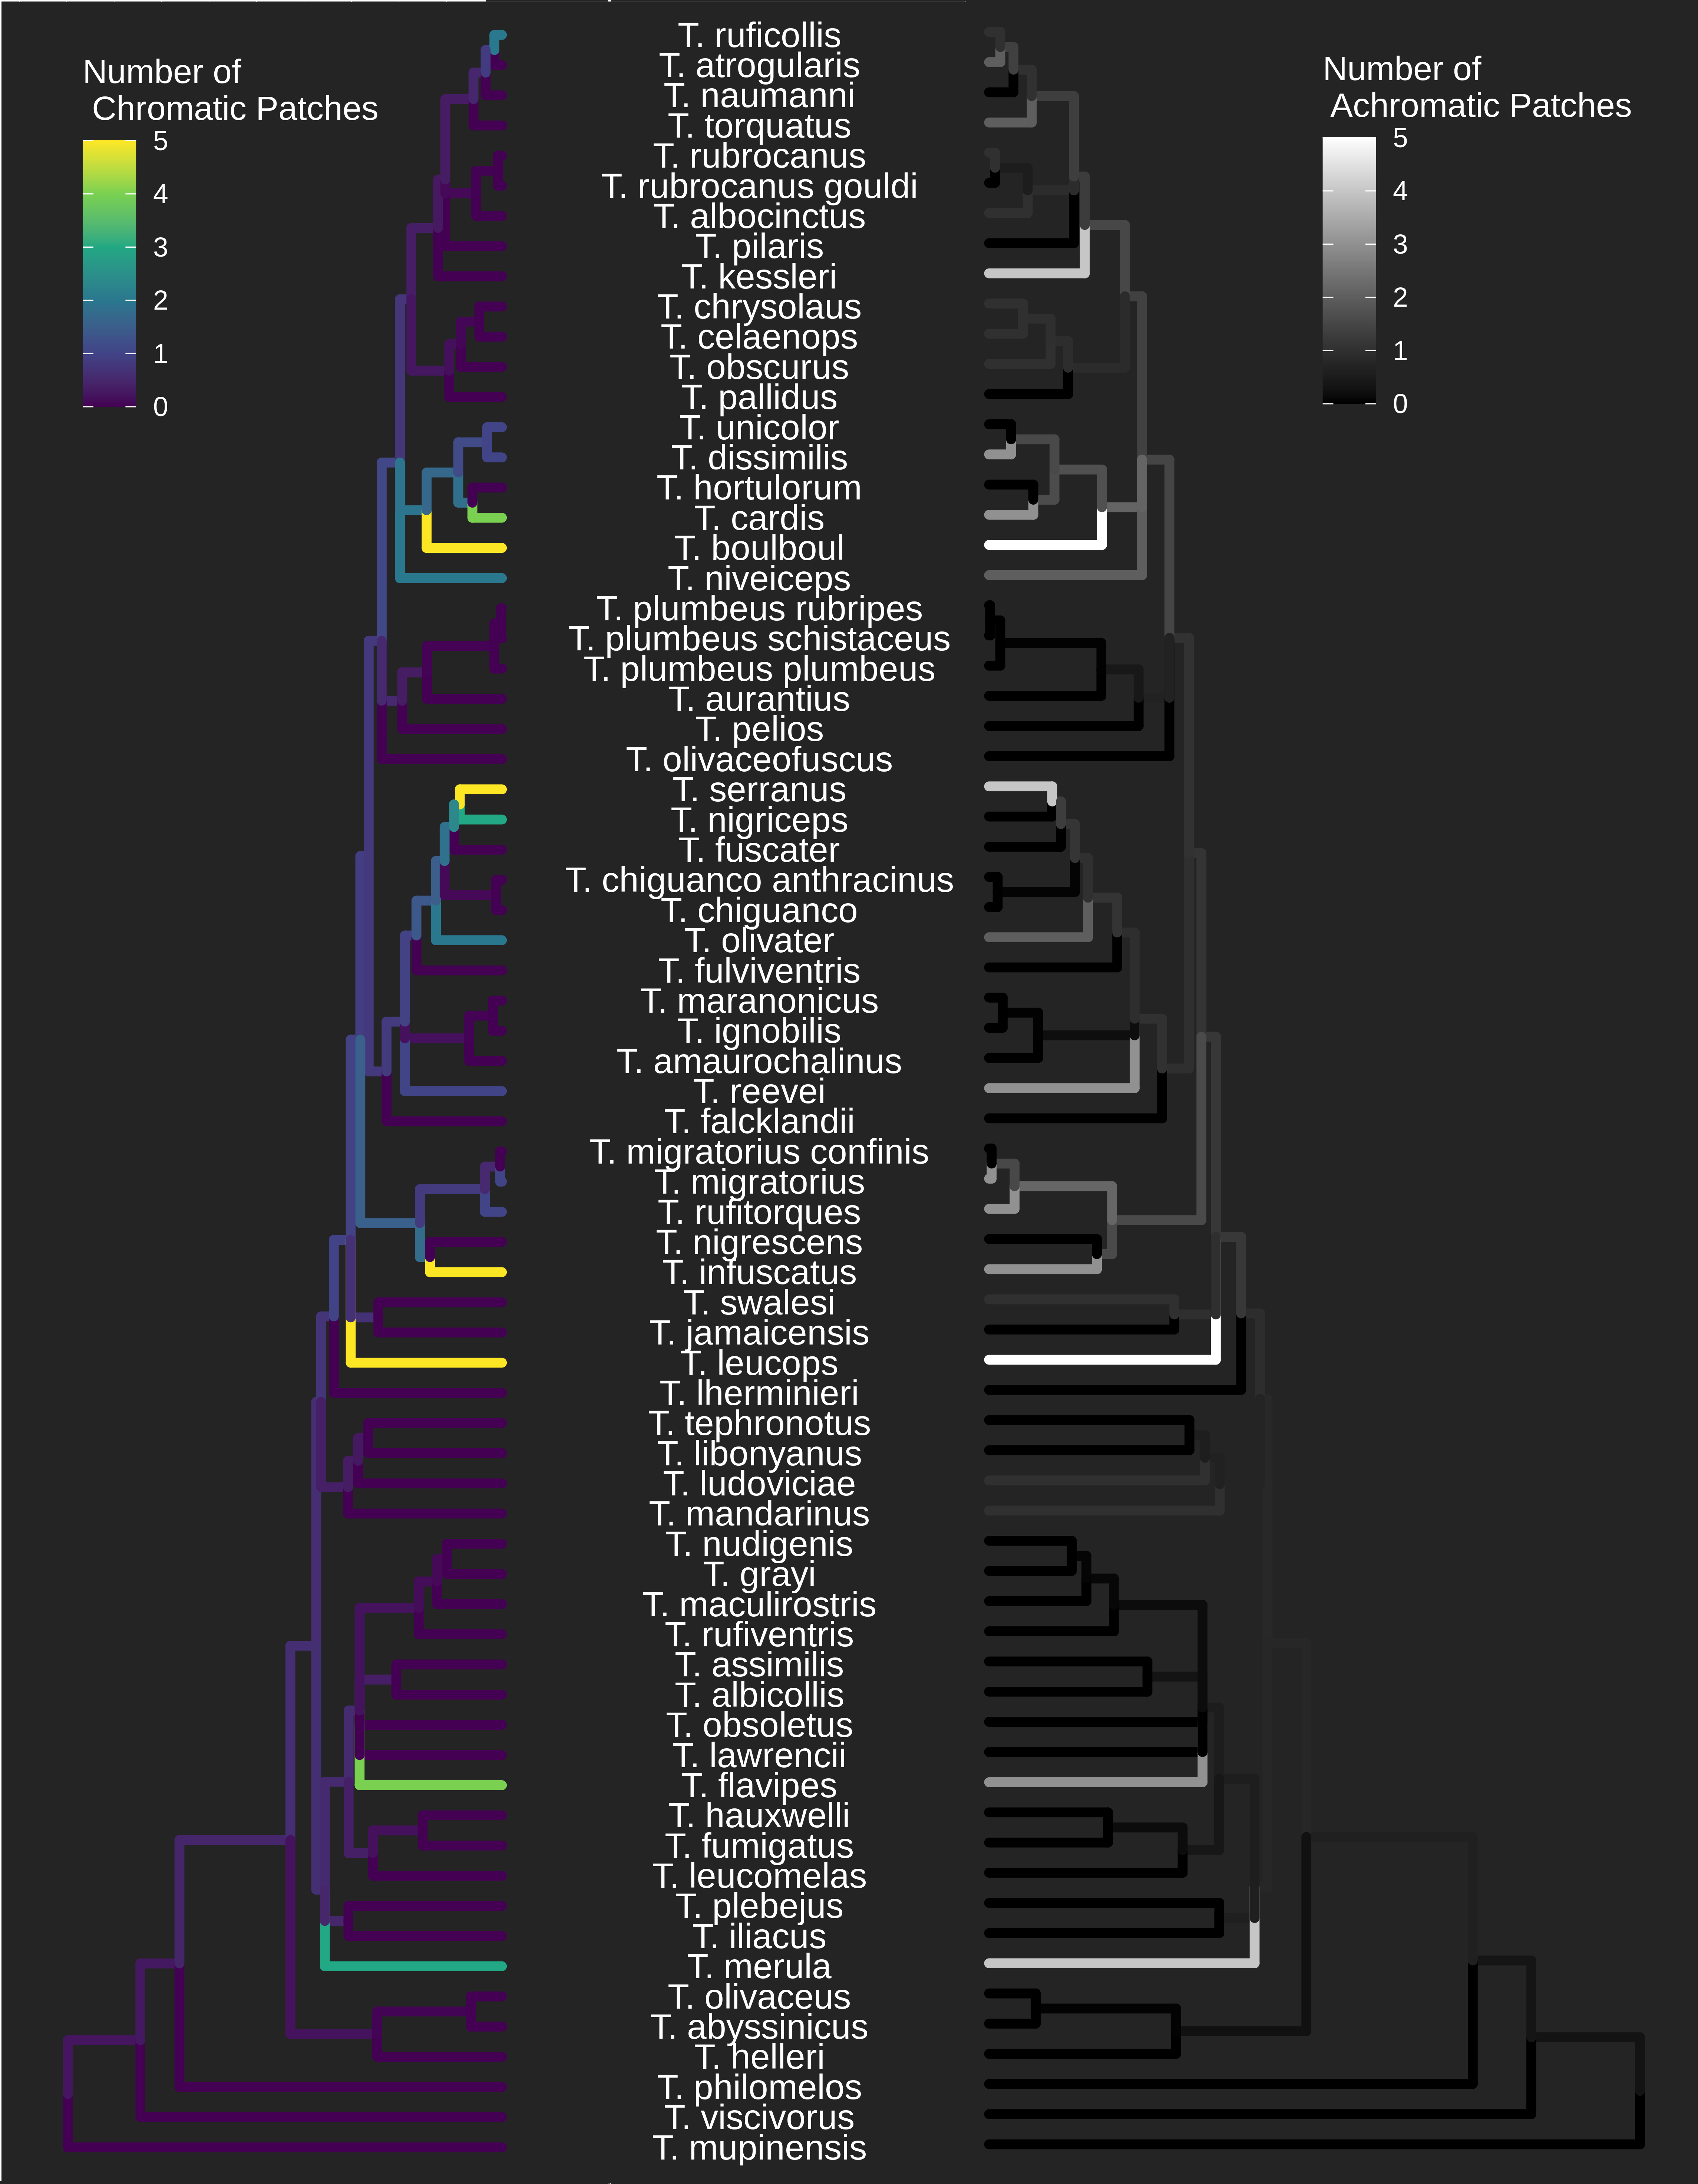 Number of
Chromatic Patches
5
4
3
2
1
0
T. ruficollis
T. atrogularis
T. naumanni
T. torquatus
T. rubrocanus
T. rubrocanus gouldi
T. albocinctus
T. pilaris
T. kessleri
T. chrysolaus
T. celaenops
T. obscurus
T. pallidus
T. unicolor
T. dissimilis
T. hortulorum
T. cardis
T. boulboul
T. niveiceps
T. plumbeus rubripes
T. plumbeus schistaceus
T. plumbeus plumbeus
T. aurantius
T. pelios
T. olivaceofuscus
T. serranus
T. nigriceps
T. fuscater
T. chiguanco anthracinus
T. chiguanco
T. olivater
T. fulviventris
T. maranonicus
T. ignobilis
T. amaurochalinus
T. reevei
T. falcklandii
T. migratorius confinis
T. migratorius
T. rufitorques
T. nigrescens
T. infuscatus
T. swalesi
T. jamaicensis
T. leucops
T. lherminieri
T. tephronotus
T. libonyanus
T. ludoviciae
T. mandarinus
T. nudigenis
T. grayi
T. maculirostris
T. rufiventris
T. assimilis
T. albicollis
T. obsoletus
T. lawrencii
T. flavipes
T. hauxwelli
T. fumigatus
T. leucomelas
T. plebejus
T. iliacus
T. merula
T. olivaceus
T. abyssinicus
T. helleri
T. philomelos
T. viscivorus
T. mupinensis
Number of
Achromatic Patches
5
4
3
2
1
0